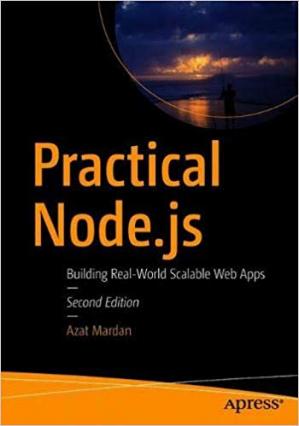 Practical
Node.js
Building Real-World Scalable Web Apps
—
Second Edition
—
Azat Mardan
Apress®